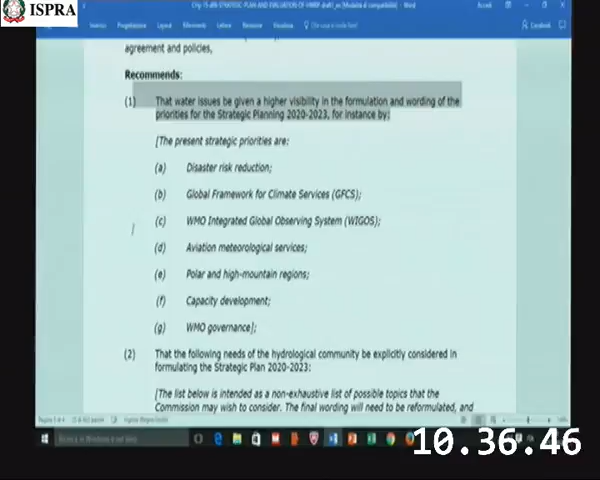 ISPRA
agreement and policies,
Recommends:
(1) That water issues be given a higher visibility in the formulation and wording of the
priorities for the Strategic Planning 2020-2023, for instance by:
[The present strategic priorities are:
(a) Disaster risk reduction;
(b) Global Framework for Climate Services (GFCS);
(c) WMO Integrated Global Observing System (WIGOS);
(d) Aviation meteorological services;
(e) Polar and high-mountain regions;
(f) Capacity development;
(g) WMO governance];
(2) That the following needs of the hydrological community be explicitly considered in
formulating the Strategic Plan 2020-2023:
[The list below is intended as a non-exhaustive list of possible topics that the
Commission may wish to consider. The final wording will need to be reformulated, and
10.36.46